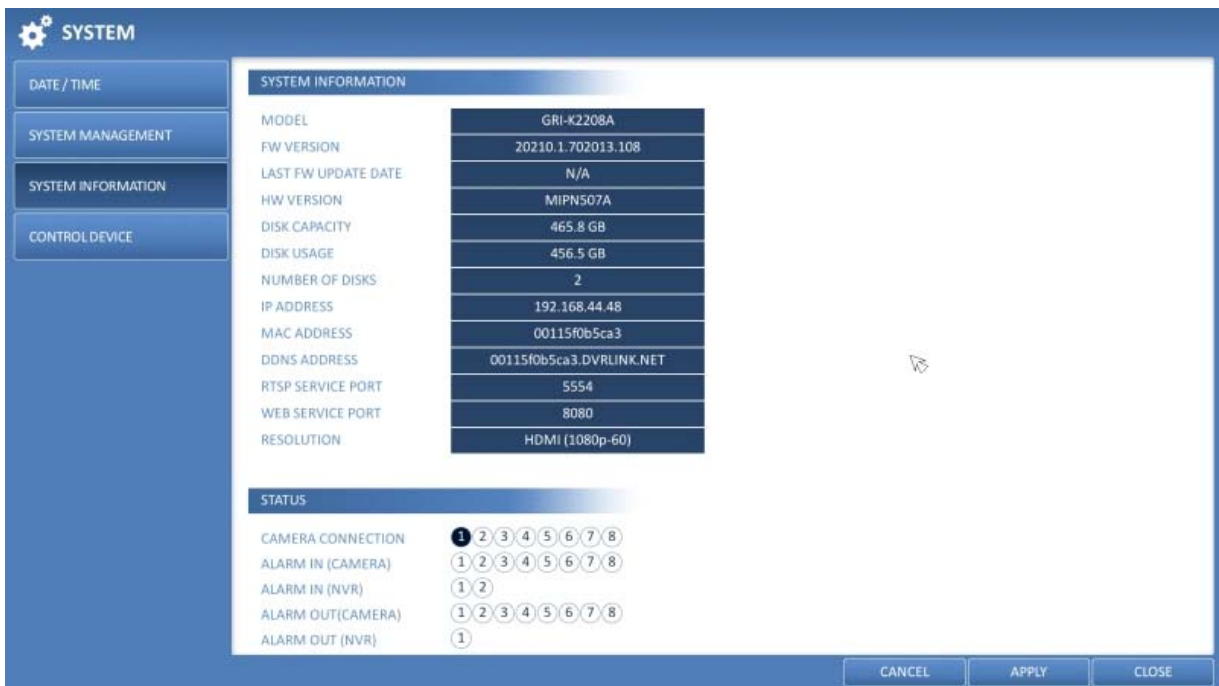 SYSTEM
DATE / TIME
SYSTEM MANAGEMENT
SYSTEM INFORMATION
CONTROL DEVICE
SYSTEM INFORMATION
MODEL GRI-K2208A
FW VERSION 20210.1.702013.108
LAST FW UPDATE DATE N/A
HW VERSION MIPN507A
DISK CAPACITY 465.8 GB
DISK USAGE 456.5 GB
NUMBER OF DISKS 2
IP ADDRESS 192.168.44.48
MAC ADDRESS 00115f0b5ca3
DDNS ADDRESS 00115f0b5ca3.DVRLINK.NET
RTSP SERVICE PORT 5554
WEB SERVICE PORT 8080
RESOLUTION HDMI (1080p-60)
STATUS
CAMERA CONNECTION 1 2 3 4 5 6 7 8
ALARM IN (CAMERA) 1 2 3 4 5 6 7 8
ALARM IN (NVR) 1 2
ALARM OUT(CAMERA) 1 2 3 4 5 6 7 8
ALARM OUT (NVR) 1
CANCEL APPLY CLOSE